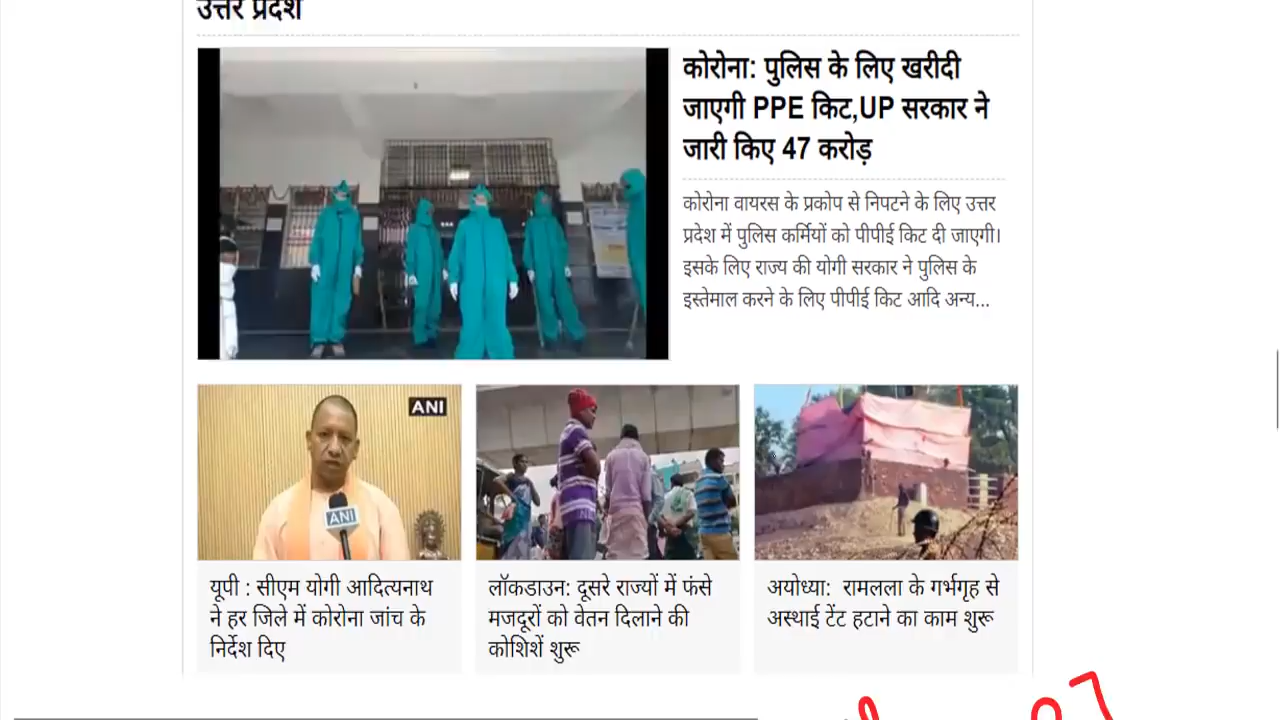 उत्तर प्रदेश
कोरोना: पुलिस के लिए खरीदी
जाएगी PPE किट,UP सरकार ने
जारी किए 47 करोड़
कोरोना वायरस के प्रकोप से निपटने के लिए उत्तर
प्रदेश में पुलिस कर्मियों को पीपीई किट दी जाएगी।
इसके लिए राज्य की योगी सरकार ने पुलिस के
इस्तेमाल करने के लिए पीपीई किट आदि अन्य...
ANI
ANI
यूपी : सीएम योगी आदित्यनाथ
ने हर जिले में कोरोना जांच के
निर्देश दिए
लॉकडाउन: दूसरे राज्यों में फंसे
मजदूरों को वेतन दिलाने की
कोशिशें शुरू
अयोध्या: रामलला के गर्भगृह से
अस्थाई टेंट हटाने का काम शुरू